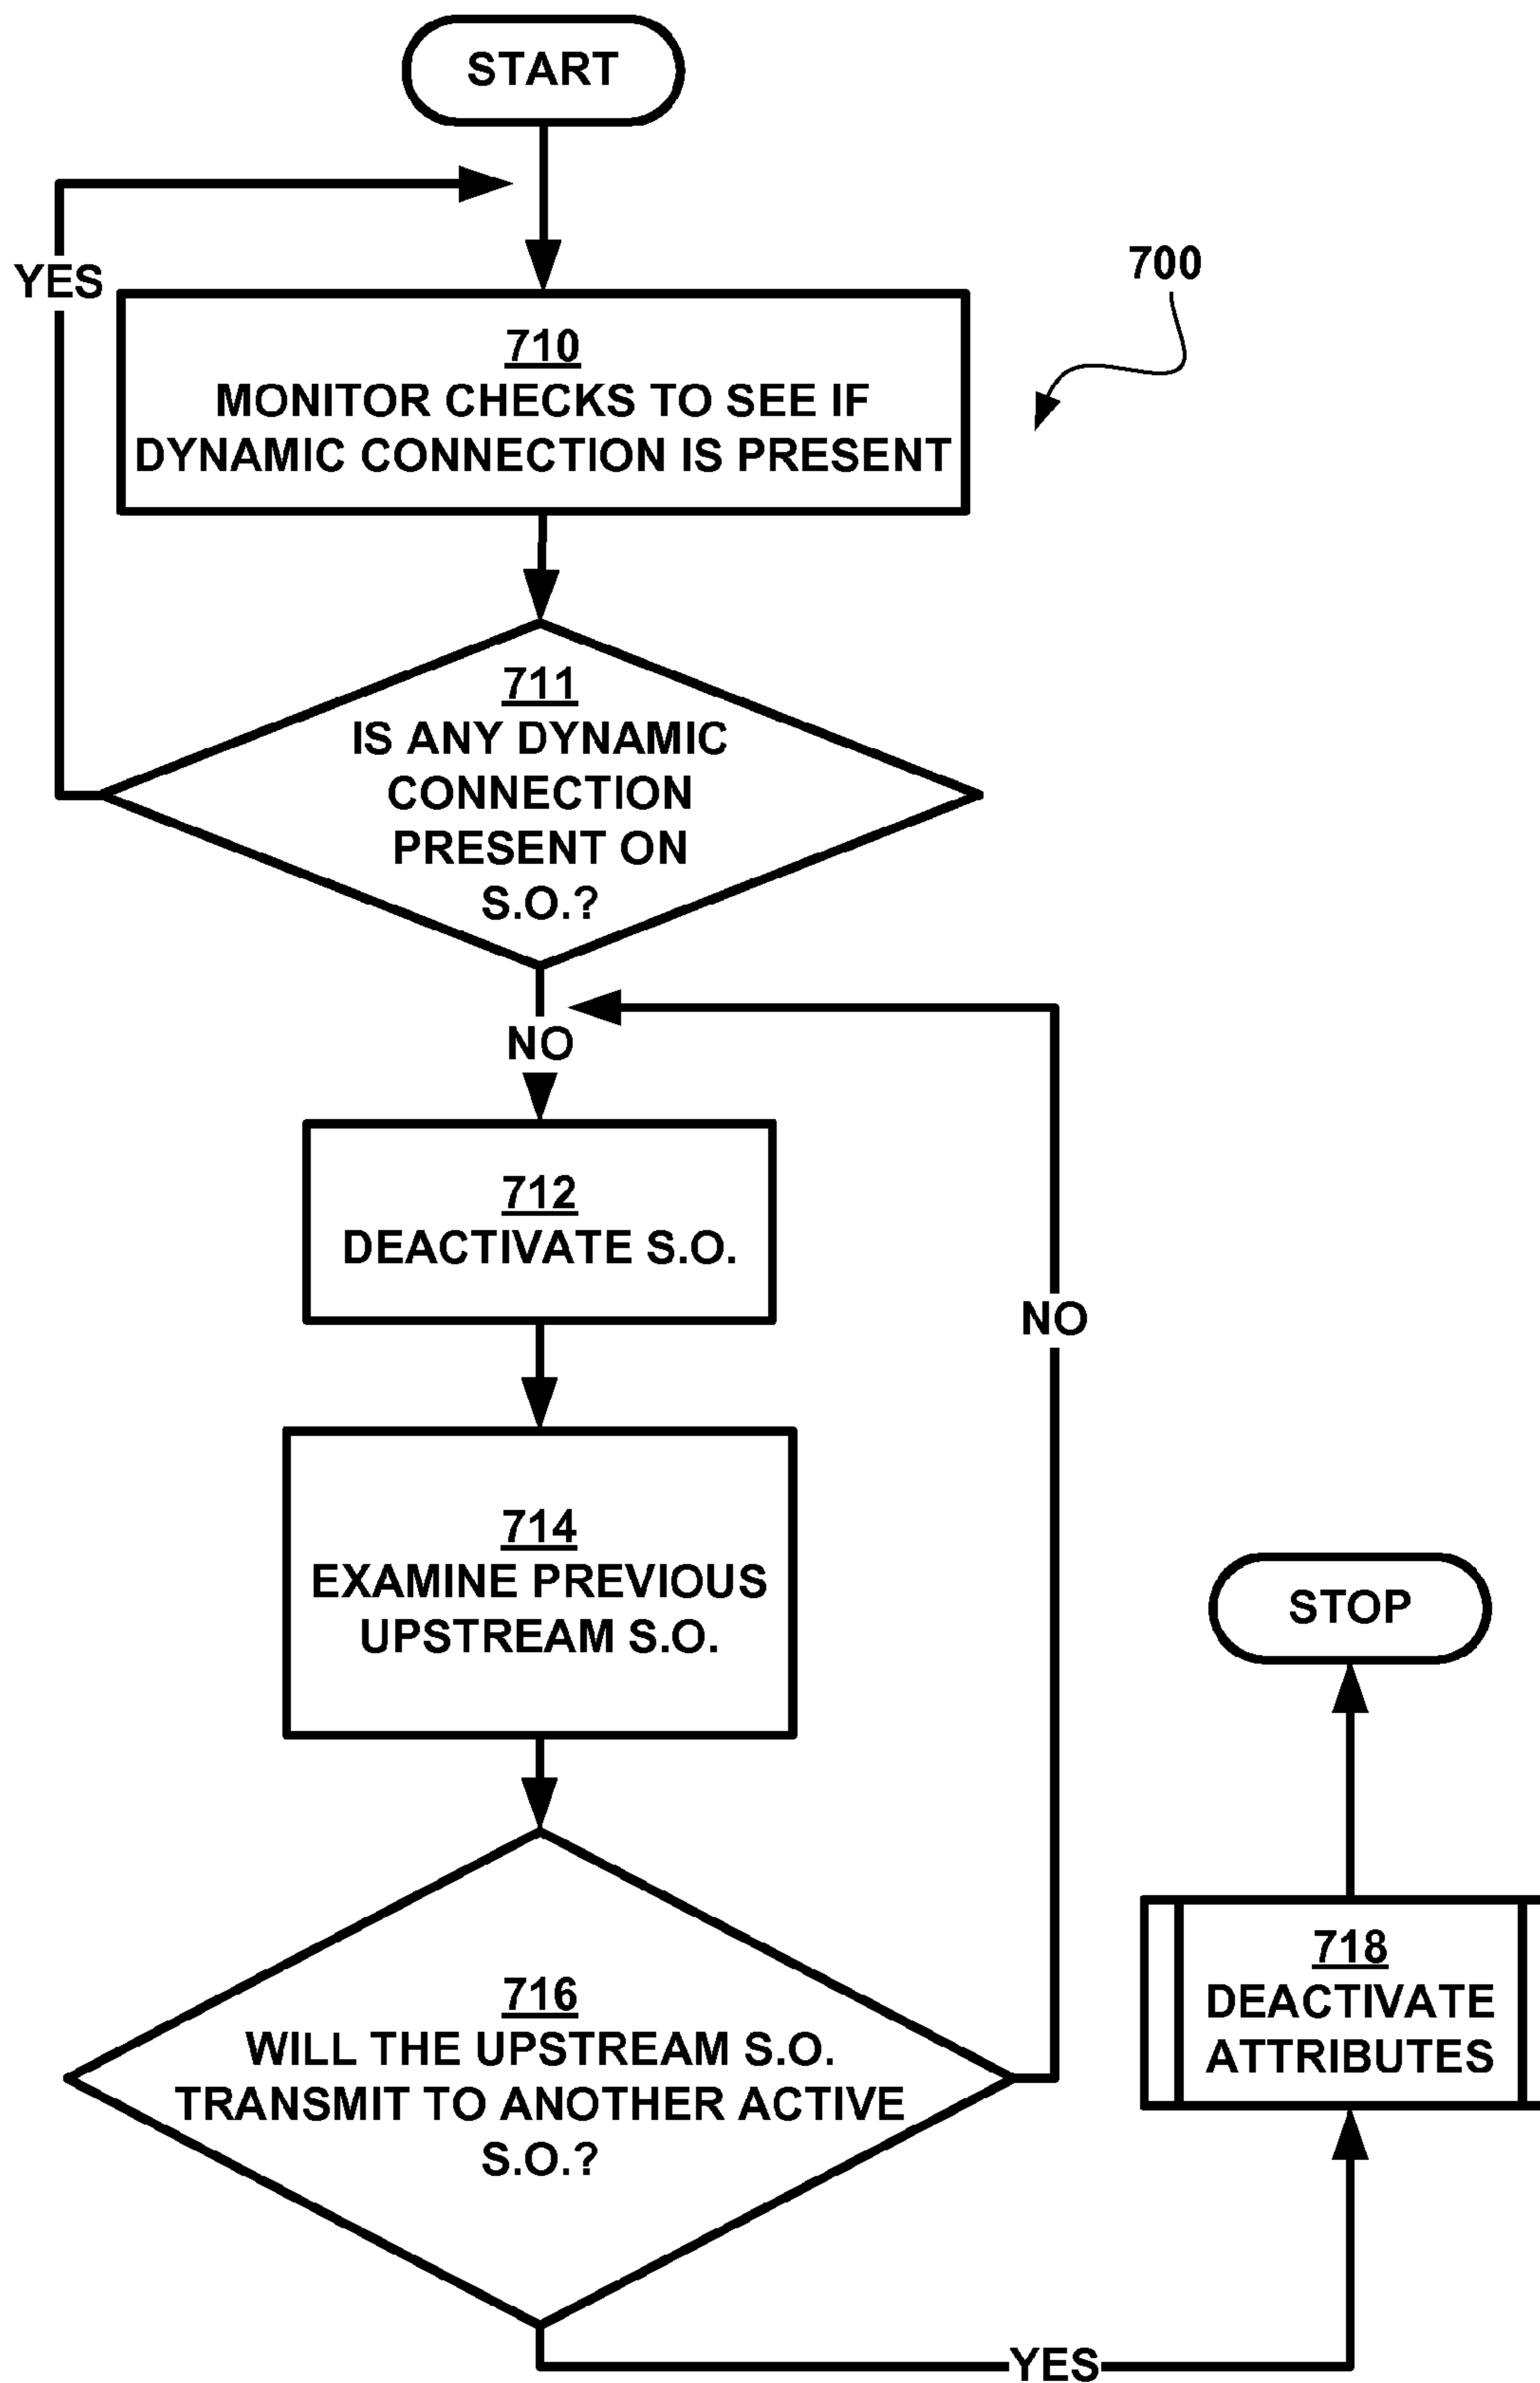 START
YES
700
710
MONITOR CHECKS TO SEE IF
DYNAMIC CONNECTION IS PRESENT
711
IS ANY DYNAMIC
CONNECTION
PRESENT ON
S.O.?
NO
712
DEACTIVATE S.O.
NO
714
EXAMINE PREVIOUS
UPSTREAM S.O.
STOP
716
WILL THE UPSTREAM S.O.
TRANSMIT TO ANOTHER ACTIVE
S.O.?
718
DEACTIVATE
ATTRIBUTES
YES